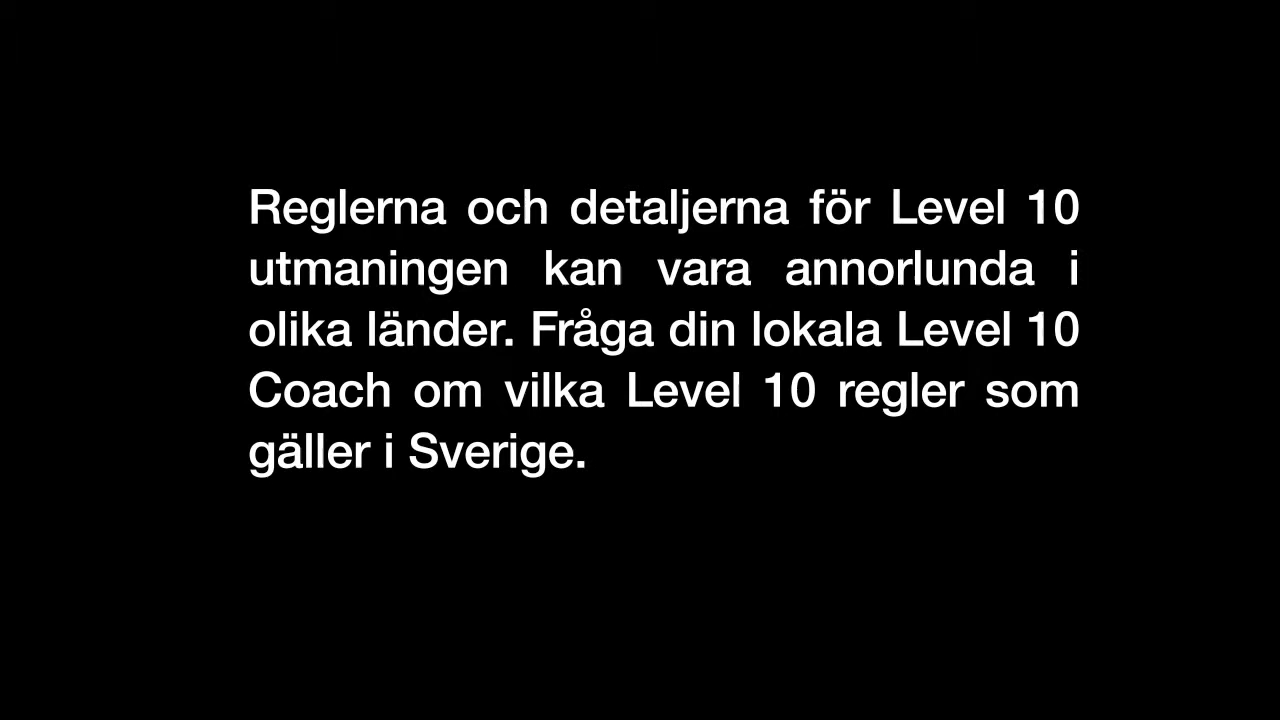 Reglerna och detaljerna för Level 10
utmaningen kan vara annorlunda i
olika länder. Fråga din lokala Level 10
Coach om vilka Level 10 regler som
gäller i Sverige.